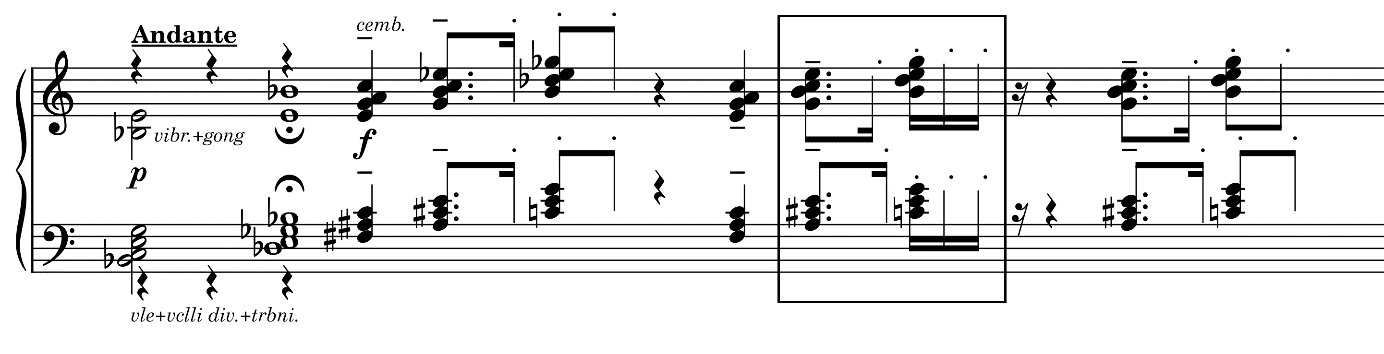 Andante
cemb.
vibr.+gong
f
p
vle+vclli div.+trbni.